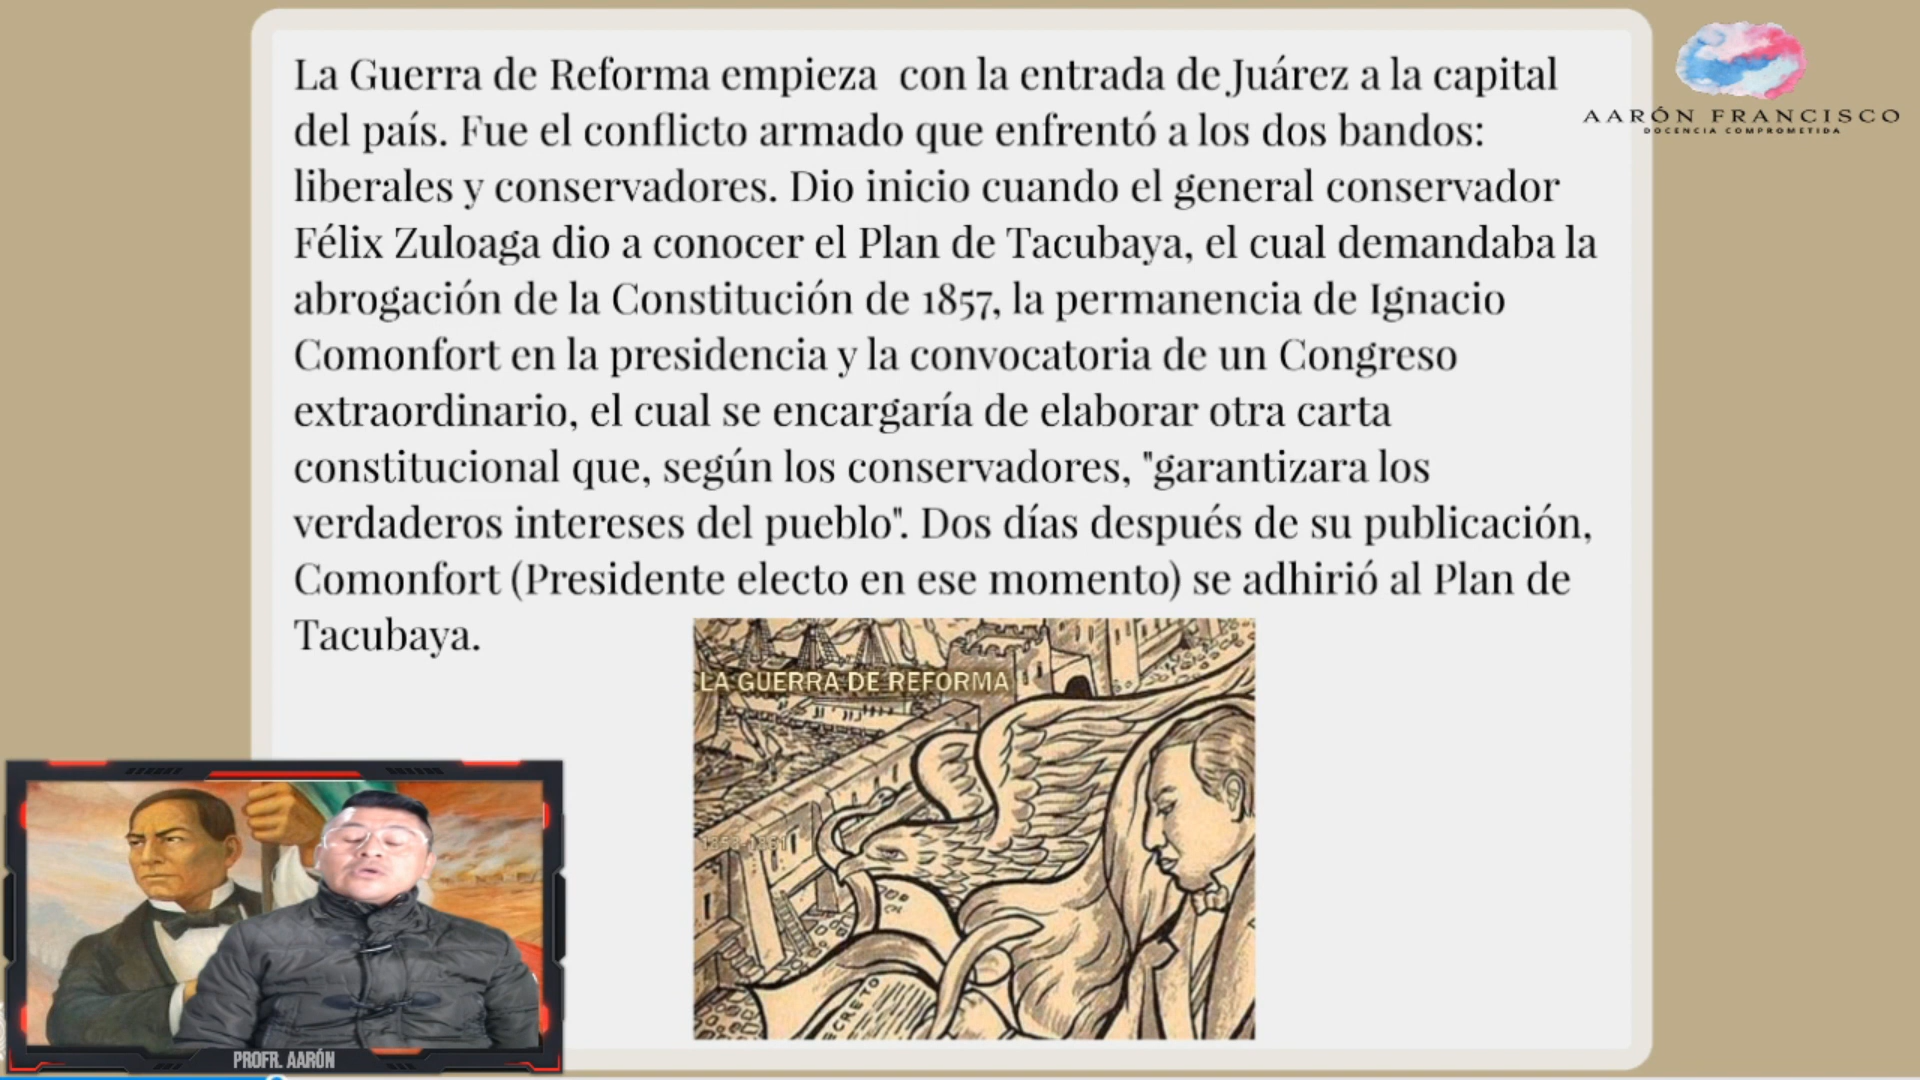 La Guerra de Reforma empieza  con la entrada de Juárez a la capital
del país. Fue el conflicto armado que enfrentó a los dos bandos:
liberales y conservadores. Dio inicio cuando el general conservador
Félix Zuloaga dio a conocer el Plan de Tacubaya, el cual demandaba la
abrogación de la Constitución de 1857, la permanencia de Ignacio
Comonfort en la presidencia y la convocatoria de un Congreso
extraordinario, el cual se encargaría de elaborar otra carta
constitucional que, según los conservadores, "garantizara los
verdaderos intereses del pueblo". Dos días después de su publicación,
Comonfort (Presidente electo en ese momento) se adhirió al Plan de
Tacubaya.
AARÓN FRANCISCO
DOCENCIA COMPROMETIDA
LA GUERRA DE REFORMA
PROFR. AARÓN